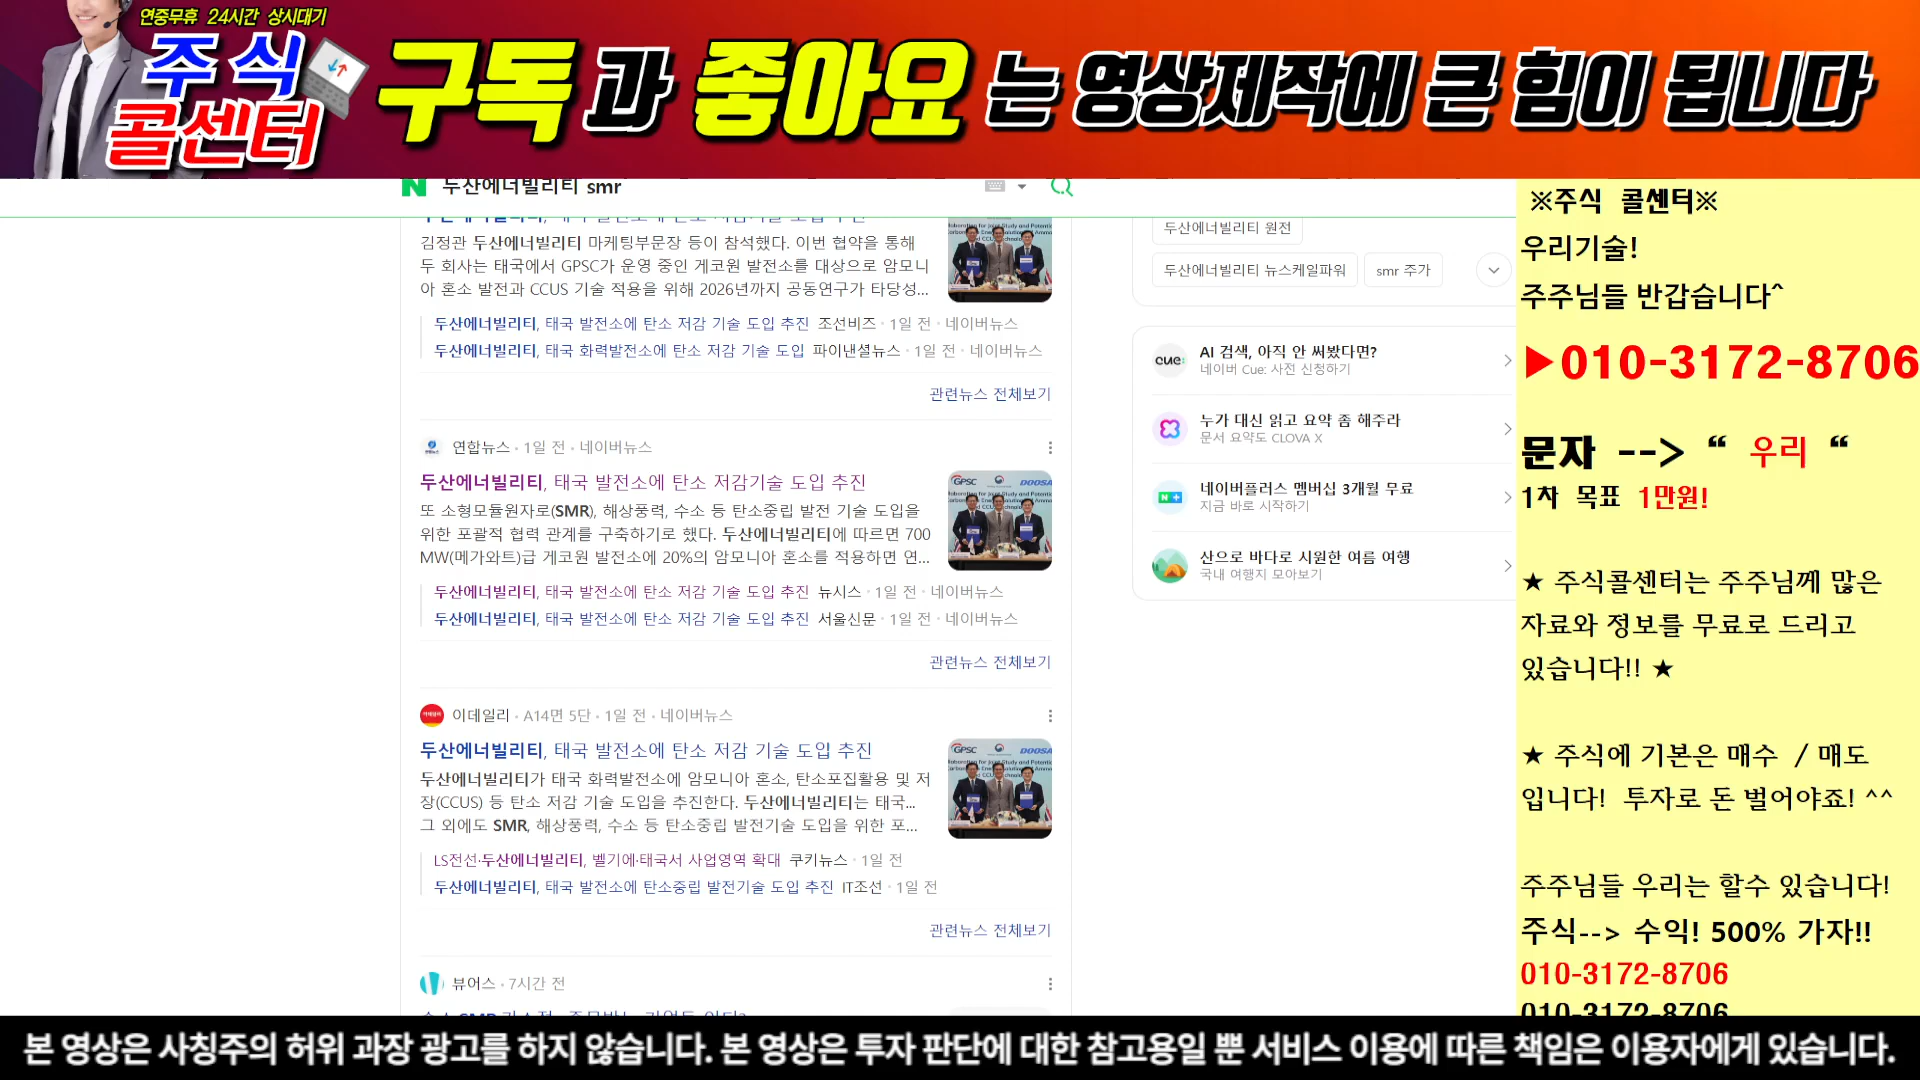 연중무휴 24시간 상시대기
주식
콜센터
구독과 좋아요는 영상제작에 큰 힘이 됩니다
두산에너빌리티 smr
김정관 두산에너빌리티 마케팅부문장 등이 참석했다. 이번 협약을 통해
두 회사는 태국에서 GPSC가 운영 중인 게코원 발전소를 대상으로 암모니
아 혼소 발전과 CCUS 기술 적용을 위해 2026년까지 공동연구가 타당성...
두산에너빌리티, 태국 발전소에 탄소 저감 기술 도입 추진 조선비즈 · 1일 전 · 네이버뉴스
두산에너빌리티, 태국 화력발전소에 탄소 저감 기술 도입 파이낸셜뉴스 · 1일 전 · 네이버뉴스
관련뉴스 전체보기
연합뉴스 · 1일 전 · 네이버뉴스
두산에너빌리티, 태국 발전소에 탄소 저감기술 도입 추진
또 소형모듈원자로(SMR), 해상풍력, 수소 등 탄소중립 발전 기술 도입을
위한 포괄적 협력 관계를 구축하기로 했다. 두산에너빌리티에 따르면 700
MW(메가와트)급 게코원 발전소에 20%의 암모니아 혼소를 적용하면 연...
GPSC DOOSA
두산에너빌리티, 태국 발전소에 탄소 저감 기술 도입 추진 뉴시스 · 1일 전 · 네이버뉴스
두산에너빌리티, 태국 발전소에 탄소 저감 기술 도입 추진 서울신문 · 1일 전 · 네이버뉴스
관련뉴스 전체보기
이데일리 · A14면 5단 · 1일 전 · 네이버뉴스
두산에너빌리티, 태국 발전소에 탄소 저감 기술 도입 추진
두산에너빌리티가 태국 화력발전소에 암모니아 혼소, 탄소포집활용 및 저
장(CCUS) 등 탄소 저감 기술 도입을 추진한다. 두산에너빌리티는 태국...
그 외에도 SMR, 해상풍력, 수소 등 탄소중립 발전기술 도입을 위한 포...
GPSC DOOSA
LS전선·두산에너빌리티, 벨기에·태국서 사업영역 확대 쿠키뉴스 · 1일 전
두산에너빌리티, 태국 발전소에 탄소중립 발전기술 도입 추진 IT조선 · 1일 전
관련뉴스 전체보기
뷰어스 · 7시간 전
두산에너빌리티 원전
두산에너빌리티 뉴스케일파워
smr 주가
cue:
AI 검색, 아직 안 써봤다면?
네이버 Cue: 사전 신청하기
누가 대신 읽고 요약 좀 해주라
문서 요약도 CLOVA X
네이버플러스 멤버십 3개월 무료
지금 바로 시작하기
산으로 바다로 시원한 여름 여행
국내 여행지 모아보기
※주식 콜센터※
우리기술!
주주님들 반갑습니다^
▶010-3172-8706
문자 --> “ 우리 “
1차 목표 1만원!
★ 주식콜센터는 주주님께 많은
자료와 정보를 무료로 드리고
있습니다!! ★
★ 주식에 기본은 매수 / 매도
입니다! 투자로 돈 벌어야죠! ^^
주주님들 우리는 할수 있습니다!
주식--> 수익! 500% 가자!!
010-3172-8706
010-3172-8706
본 영상은 사칭주의 허위 과장 광고를 하지 않습니다. 본 영상은 투자 판단에 대한 참고용일 뿐 서비스 이용에 따른 책임은 이용자에게 있습니다.